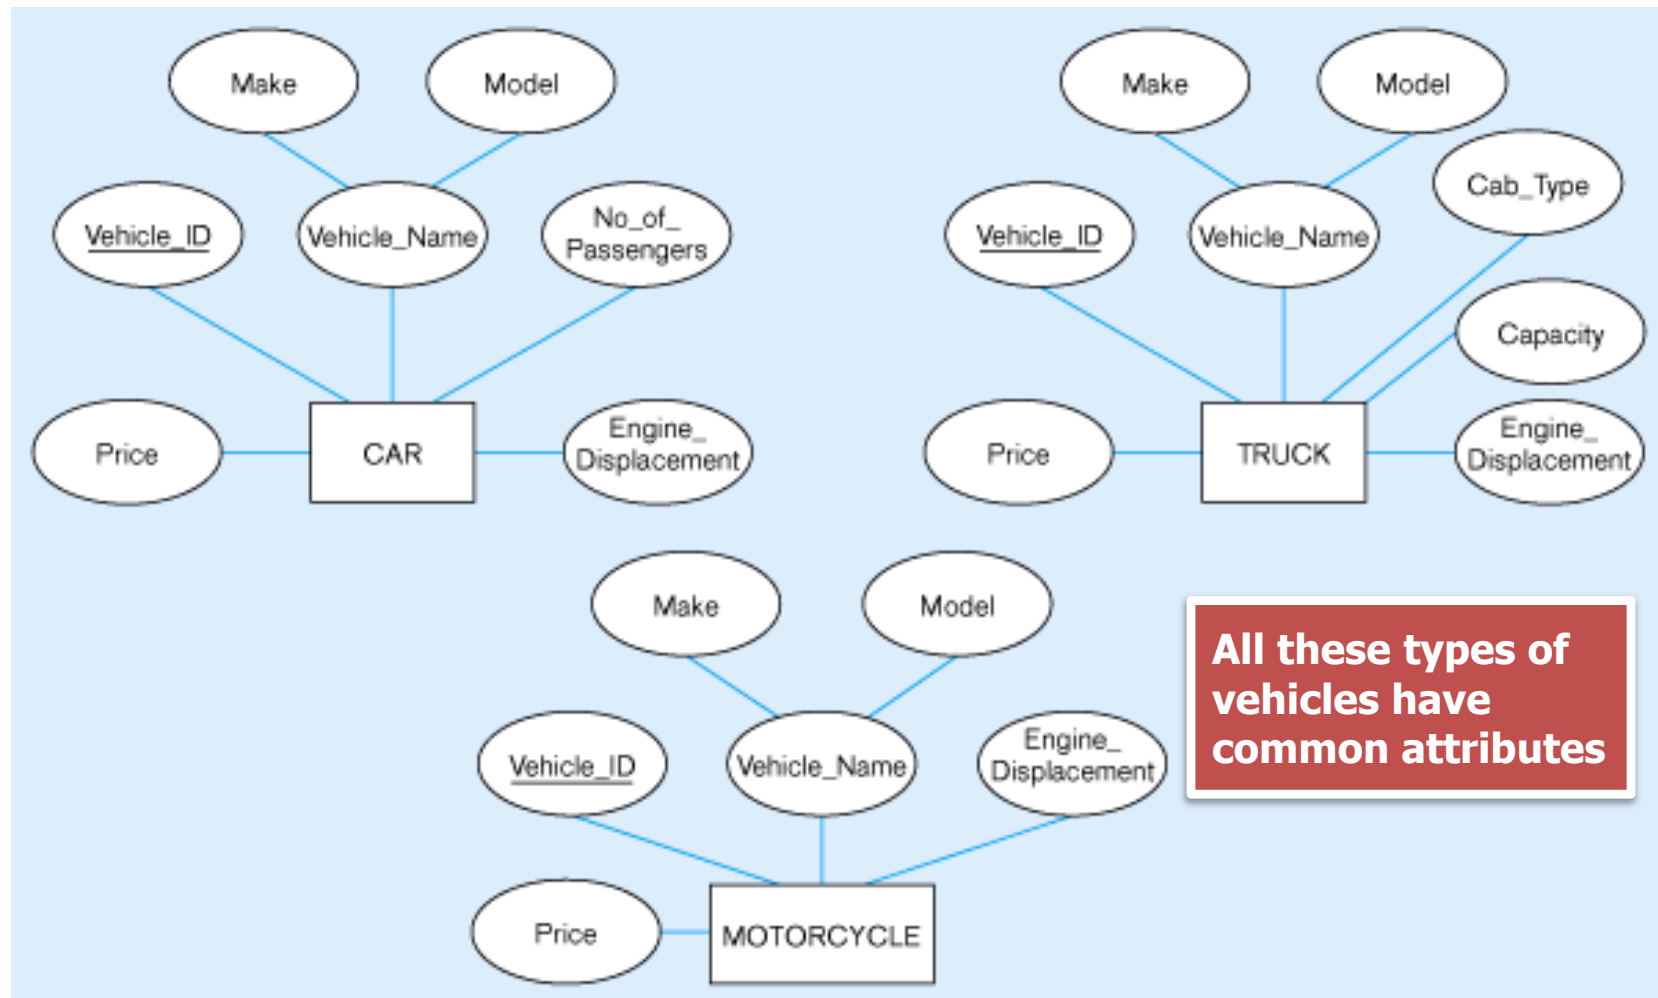 Make
Model
Vehicle_ID
Vehicle_Name
No_of_
Passengers
Price
CAR
Engine_
Displacement
Make
Model
Cab_Type
Vehicle_ID
Vehicle_Name
Capacity
Price
TRUCK
Engine_
Displacement
Make
Model
Vehicle_ID
Vehicle_Name
Engine_
Displacement
Price
MOTORCYCLE
All these types of
vehicles have
common attributes